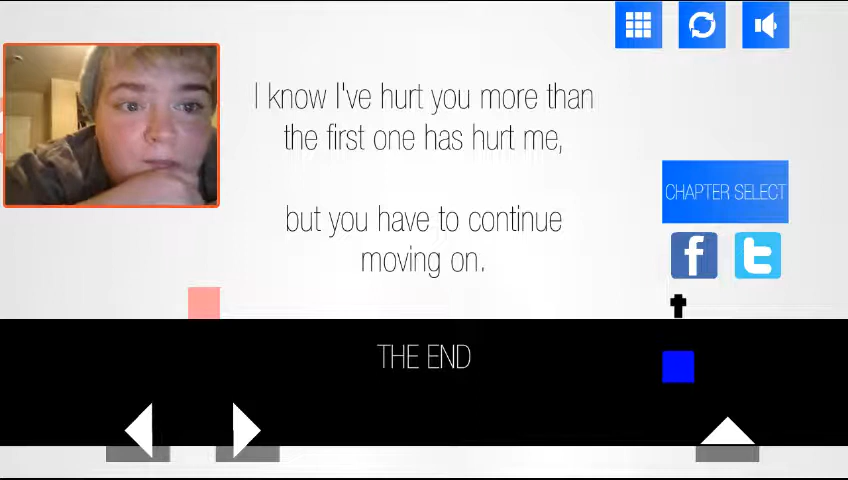 I know I've hurt you more than
the first one has hurt me,
but you have to continue
moving on.
CHAPTER SELECT
f
t
THE END